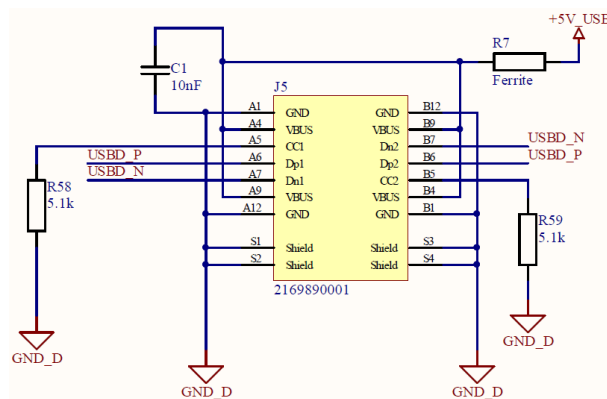 +5V_USB
R7
Ferrite
C1
10nF
J5
A1 GND GND B12
A4 VBUS VBUS B9
A5 CC1 Dn2 B7 USBD_N
USBD_P A6 Dp1 Dp2 B6 USBD_P
USBD_N A7 Dn1 CC2 B5
A9 VBUS VBUS B4
A12 GND GND B1
R58
5.1k
R59
5.1k
S1 Shield Shield S3
S2 Shield Shield S4
2169890001
GND_D
GND_D
GND_D
GND_D